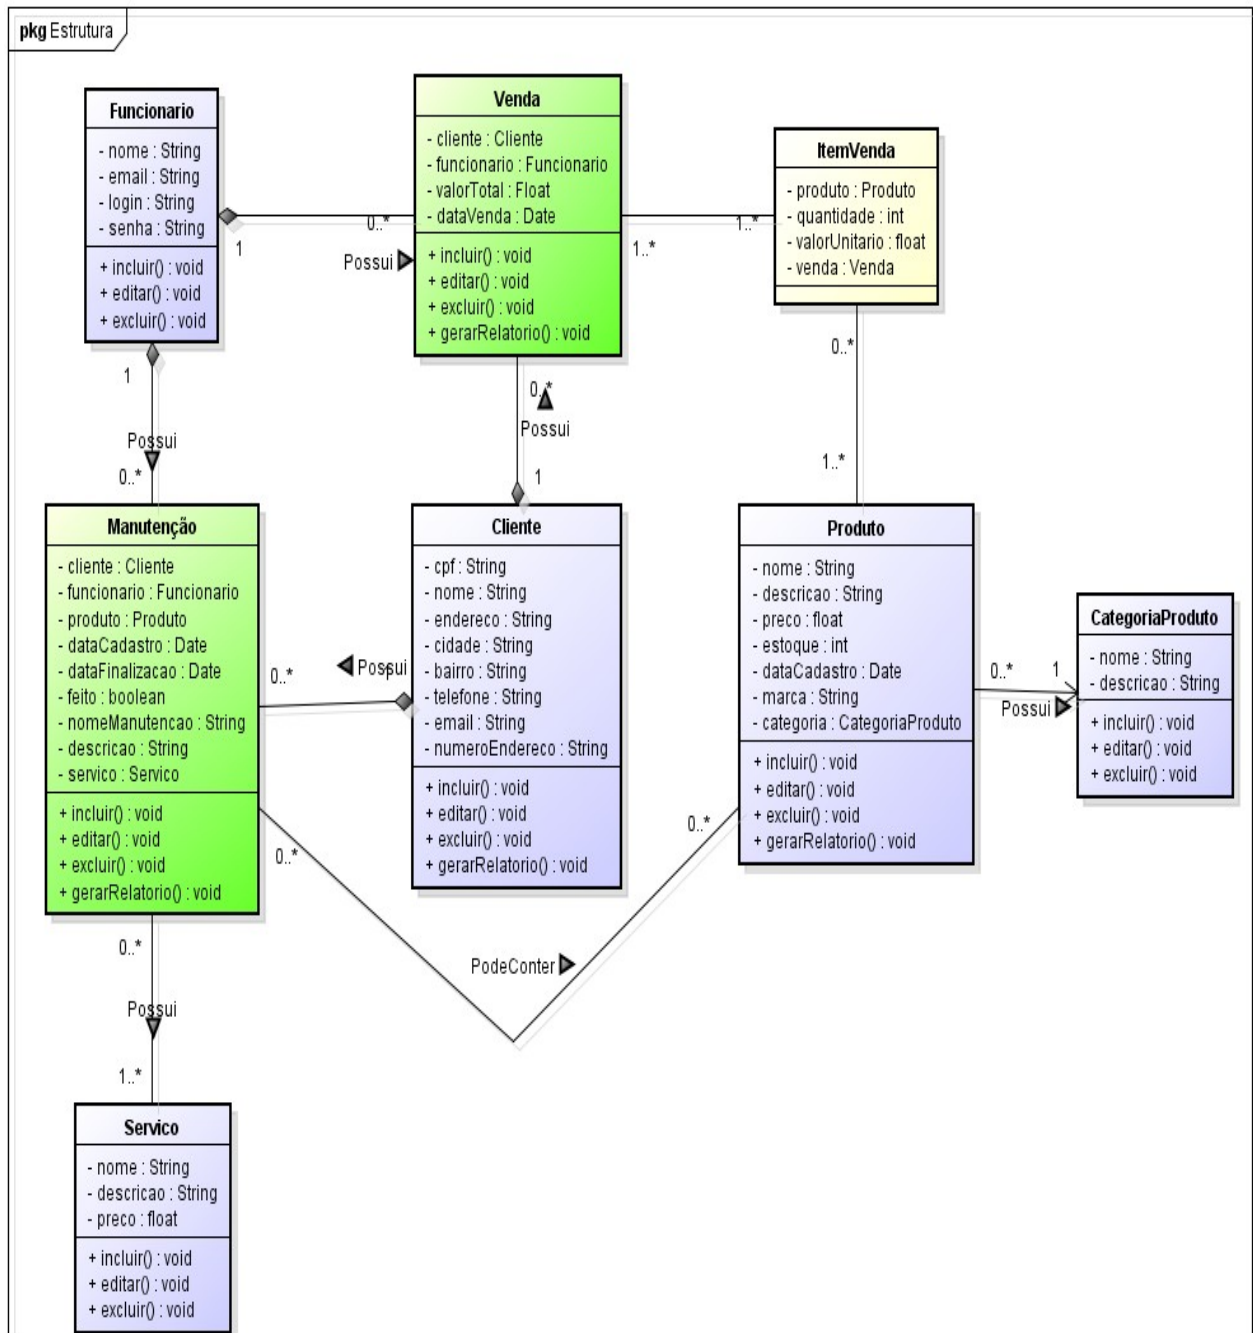 pkg Estrutura
Funcionario
- nome : String
- email : String
- login : String
- senha : String
+ incluir() : void
+ editar() : void
+ excluir() : void
Venda
- cliente : Cliente
- funcionario : Funcionario
- valorTotal : Float
- dataVenda : Date
+ incluir() : void
+ editar() : void
+ excluir() : void
+ gerarRelatorio() : void
ItemVenda
- produto : Produto
- quantidade : int
- valorUnitario : float
- venda : Venda
1
0..*
Possui
1..*
1..*
1
Possui
0..*
0..*
Possui
1
0..*
1..*
Manutenção
- cliente : Cliente
- funcionario : Funcionario
- produto : Produto
- dataCadastro : Date
- dataFinalizacao : Date
- feito : boolean
- nomeManutencao : String
- descricao : String
- servico : Servico
+ incluir() : void
+ editar() : void
+ excluir() : void
+ gerarRelatorio() : void
0..*
Possui
Cliente
- cpf : String
- nome : String
- endereco : String
- cidade : String
- bairro : String
- telefone : String
- email : String
- numeroEndereco : String
+ incluir() : void
+ editar() : void
+ excluir() : void
+ gerarRelatorio() : void
Produto
- nome : String
- descricao : String
- preco : float
- estoque : int
- dataCadastro : Date
- marca : String
- categoria : CategoriaProduto
+ incluir() : void
+ editar() : void
+ excluir() : void
+ gerarRelatorio() : void
0..*
1
Possui
CategoriaProduto
- nome : String
- descricao : String
+ incluir() : void
+ editar() : void
+ excluir() : void
0..*
PodeConter
0..*
0..*
Possui
1..*
Servico
- nome : String
- descricao : String
- preco : float
+ incluir() : void
+ editar() : void
+ excluir() : void